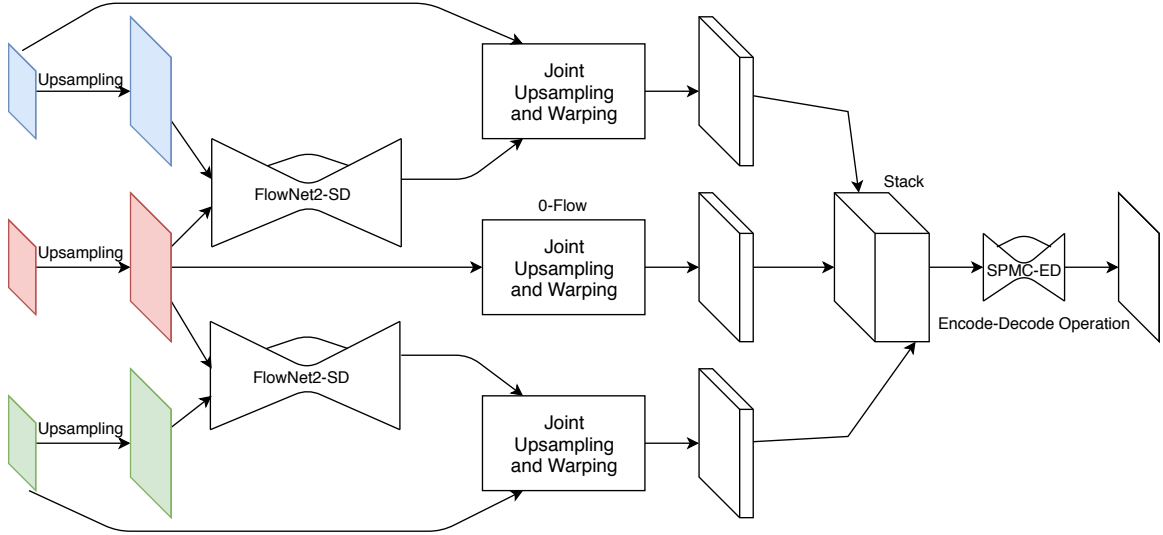 Upsampling
Joint
Upsampling
and Warping
FlowNet2-SD
Stack
0-Flow
Upsampling
Joint
Upsampling
and Warping
SPMC-ED
Encode-Decode Operation
FlowNet2-SD
Upsampling
Joint
Upsampling
and Warping